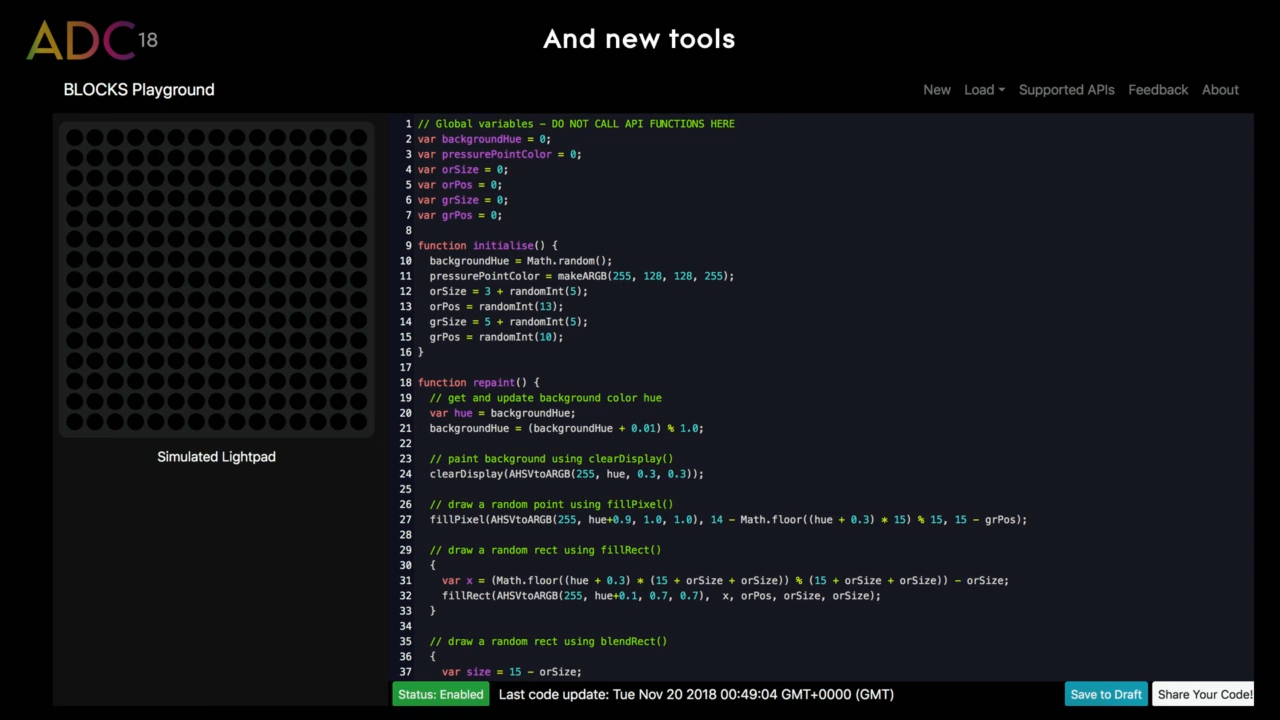 ADC 18
And new tools
BLOCKS Playground
New Load Supported APIs Feedback About
1 // Global variables – DO NOT CALL API FUNCTIONS HERE
2 var backgroundHue = 0;
3 var pressurePointColor = 0;
4 var orSize = 0;
5 var orPos = 0;
6 var grSize = 0;
7 var grPos = 0;
8
9 function initialise() {
10 backgroundHue = Math.random();
11 pressurePointColor = makeARGB(255, 128, 128, 255);
12 orSize = 3 + randomInt(5);
13 orPos = randomInt(13);
14 grSize = 5 + randomInt(5);
15 grPos = randomInt(10);
16 }
17
18 function repaint() {
19 // get and update background color hue
20 var hue = backgroundHue;
21 backgroundHue = (backgroundHue + 0.01) % 1.0;
22
23 // paint background using clearDisplay()
24 clearDisplay(AHSVtoARGB(255, hue, 0.3, 0.3));
25
26 // draw a random point using fillPixel()
27 fillPixel(AHSVtoARGB(255, hue+0.9, 1.0, 1.0), 14 - Math.floor((hue + 0.3) * 15) % 15, 15 - grPos);
28
29 // draw a random rect using fillRect()
30 {
31 var x = (Math.floor((hue + 0.3) * (15 + orSize + orSize)) % (15 + orSize + orSize)) - orSize;
32 fillRect(AHSVtoARGB(255, hue+0.1, 0.7, 0.7), x, orPos, orSize, orSize);
33 }
34
35 // draw a random rect using blendRect()
36 {
37 var size = 15 - orSize;
Simulated Lightpad
Status: Enabled Last code update: Tue Nov 20 2018 00:49:04 GMT+0000 (GMT) Save to Draft Share Your Code!